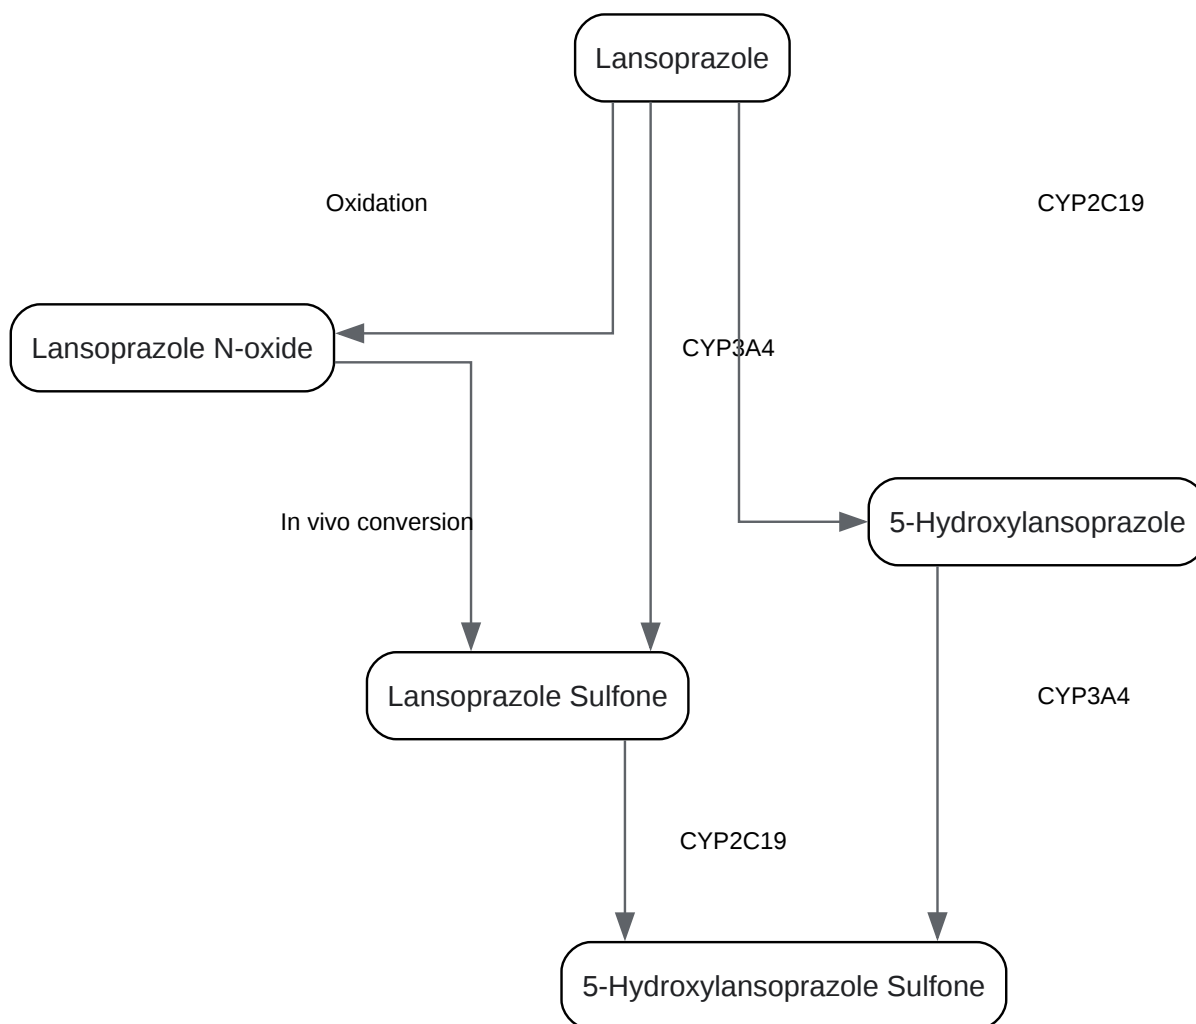 Lansoprazole
Oxidation
CYP2C19
Lansoprazole N-oxide
CYP3A4
In vivo conversion
5-Hydroxylansoprazole
Lansoprazole Sulfone
CYP3A4
CYP2C19
5-Hydroxylansoprazole Sulfone